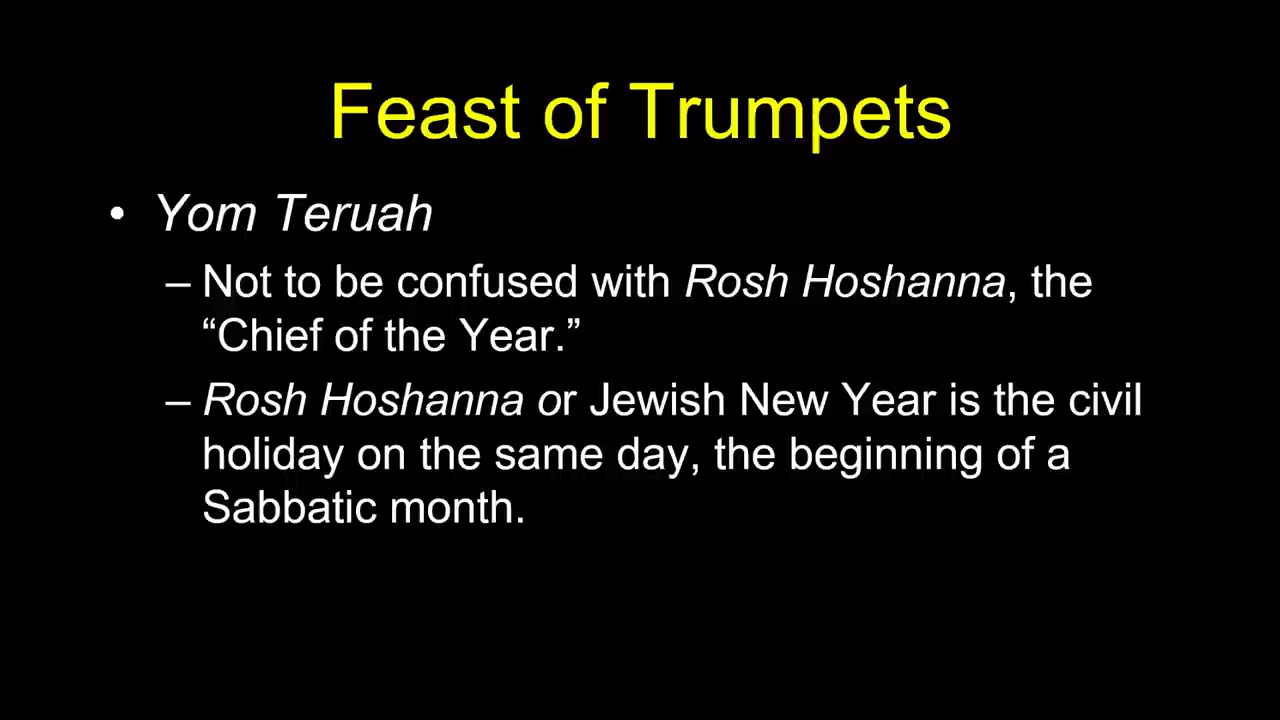 Feast of Trumpets
• Yom Teruah
– Not to be confused with Rosh Hoshanna, the
“Chief of the Year.”
– Rosh Hoshanna or Jewish New Year is the civil
holiday on the same day, the beginning of a
Sabbatic month.